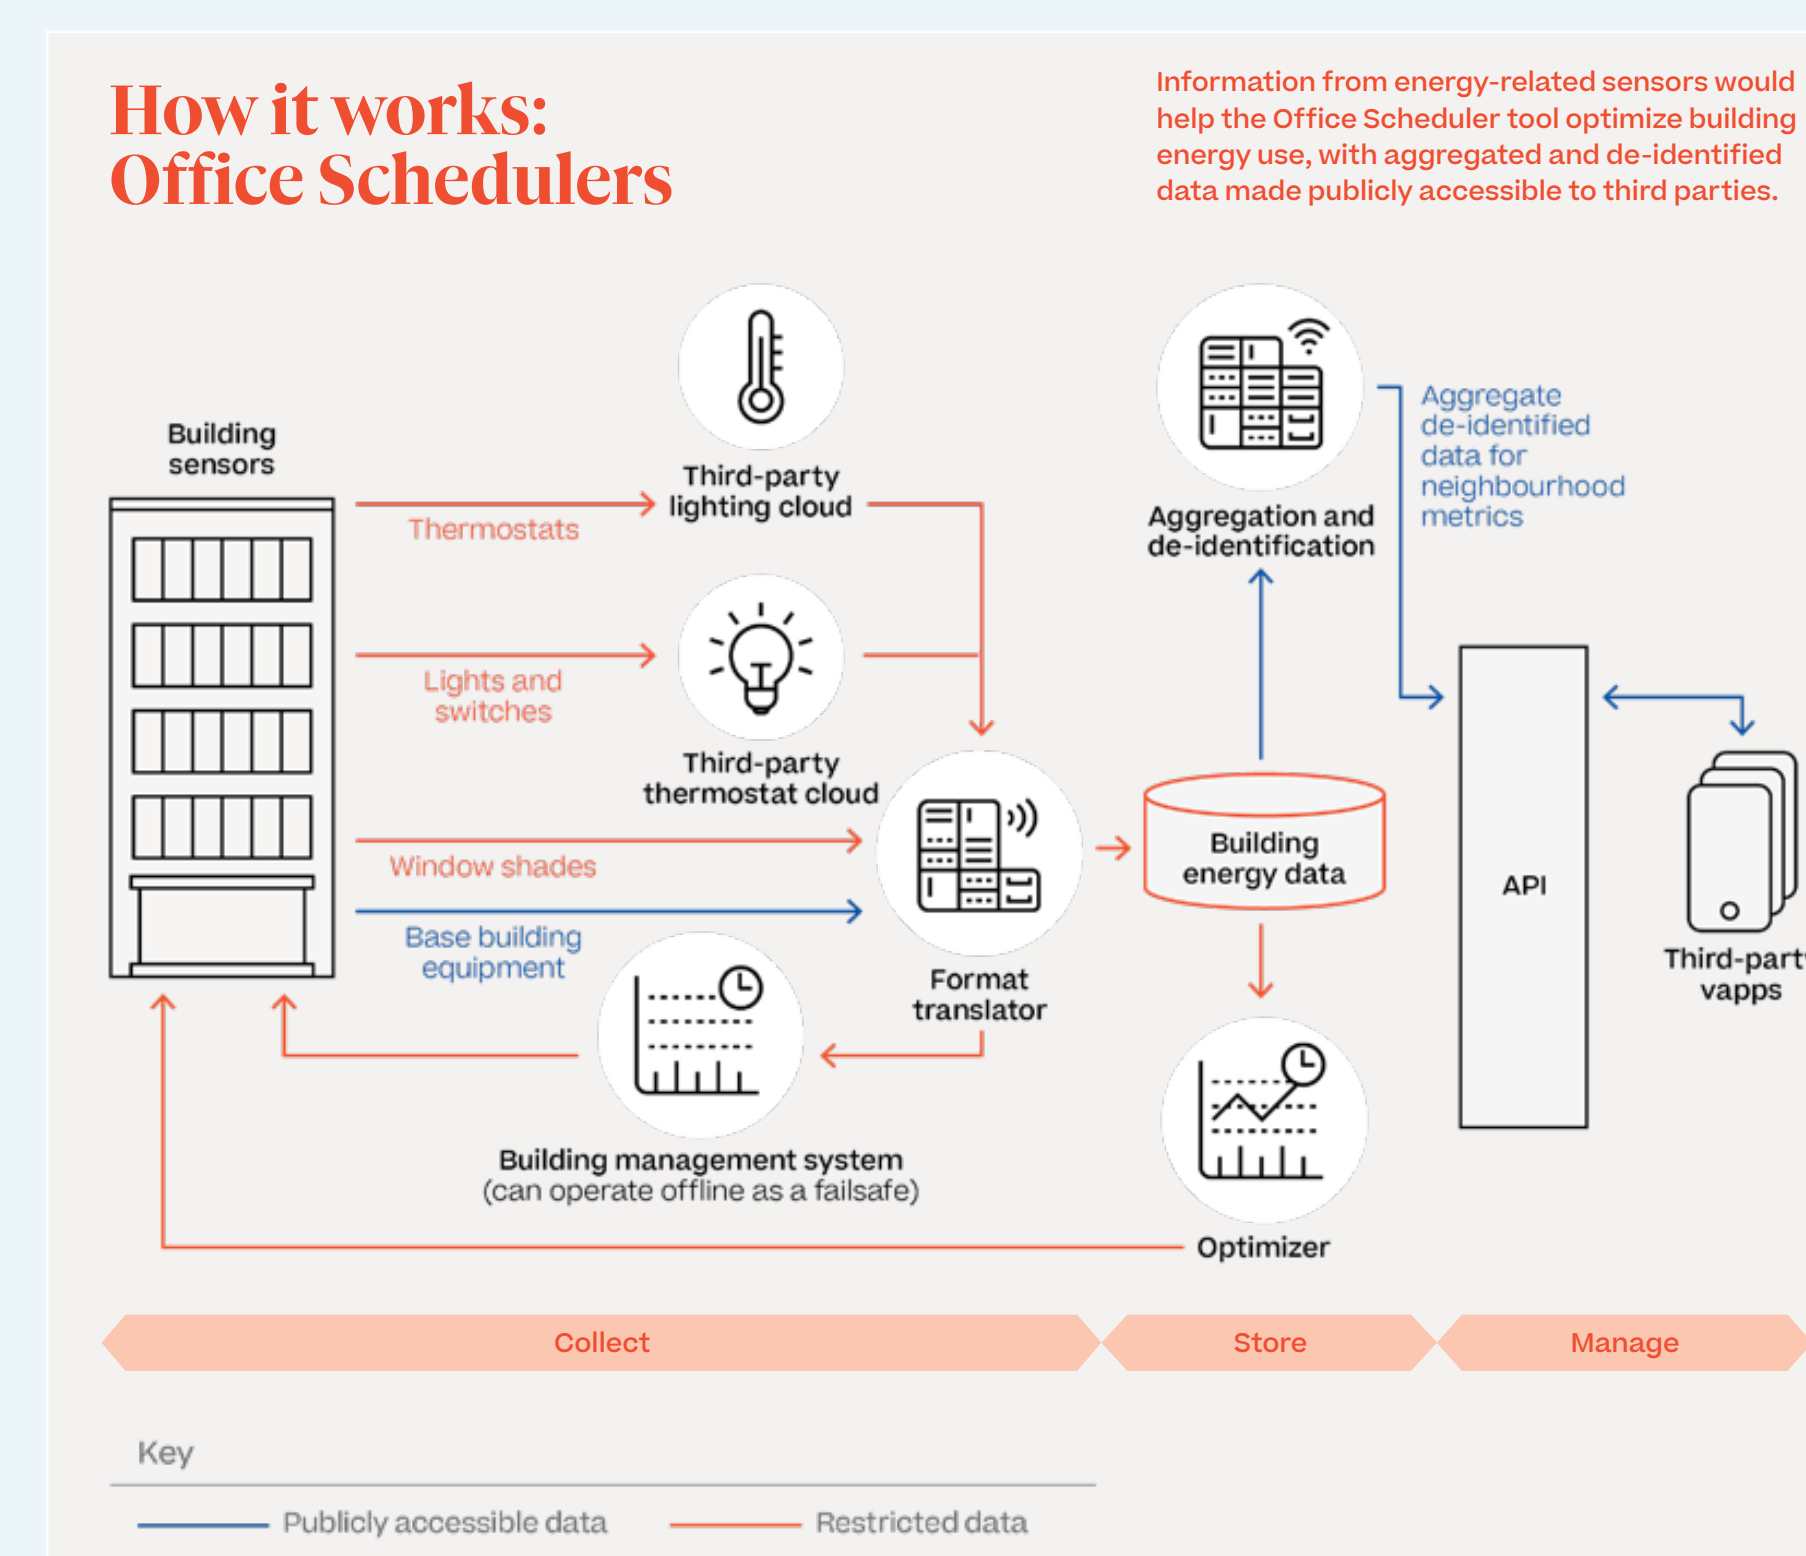 How it works:
Office Schedulers
Information from energy-related sensors would
help the Office Scheduler tool optimize building
energy use, with aggregated and de-identified
data made publicly accessible to third parties.
Building
sensors
Thermostats
Third-party
lighting cloud
Lights and
switches
Third-party
thermostat cloud
Window shades
Base building
equipment
Format
translator
Building management system
(can operate offline as a failsafe)
Aggregation and
de-identification
Aggregate
de-identified
data for
neighbourhood
metrics
Building
energy data
Optimizer
API
Third-party
vapps
Collect
Store
Manage
Key
Publicly accessible data
Restricted data